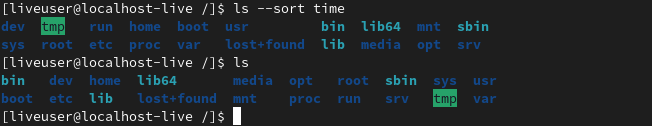 [liveuser@localhost-live /]$ ls --sort time
dev  tmp  run  home  boot  usr         bin  lib64  mnt  sbin
sys  root  etc  proc  var  lost+found  lib  media  opt  srv
[liveuser@localhost-live /]$ ls
bin   dev  home  lib64       media  opt   root  sbin  sys  usr
boot  etc  lib   lost+found  mnt    proc  run   srv   tmp  var
[liveuser@localhost-live /]$